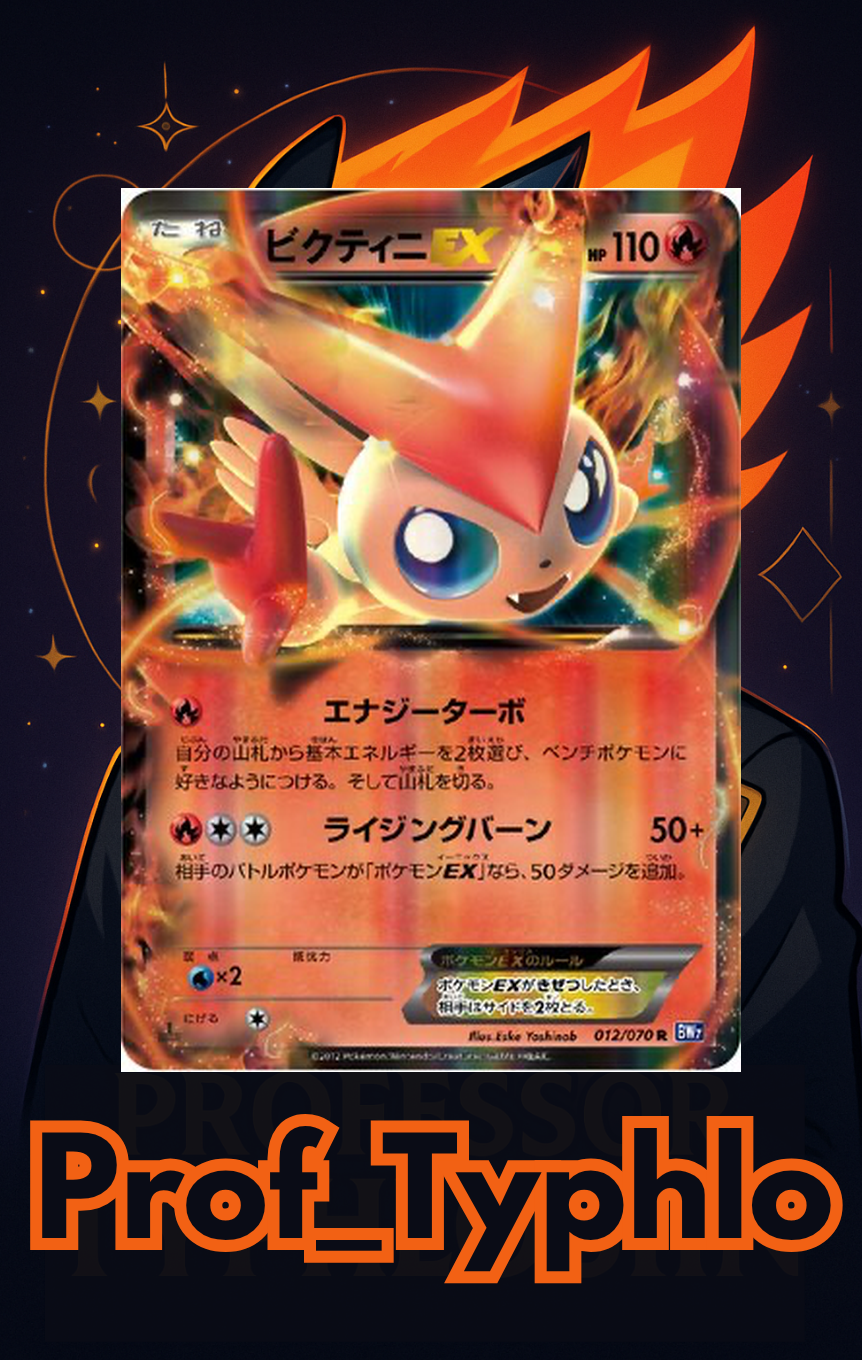 たね
ビクティニEX
HP 110
エナジーターボ
自分の山札から基本エネルギーを2枚選び、ベンチポケモンに
好きなようにつける。そして山札を切る。
ライジングバーン 50+
相手のバトルポケモンが「ポケモンEX」なら、50ダメージを追加。
弱点 抵抗力
×2
ポケモンEXのルール
ポケモンEXがきぜつしたとき、
相手はサイドを2枚とる。
にげる
Illus. Eske Yoshinob 012/070 R BW7
©2012 Pokémon/Nintendo/Creatures
PROFESSOR
Prof_Typhlo